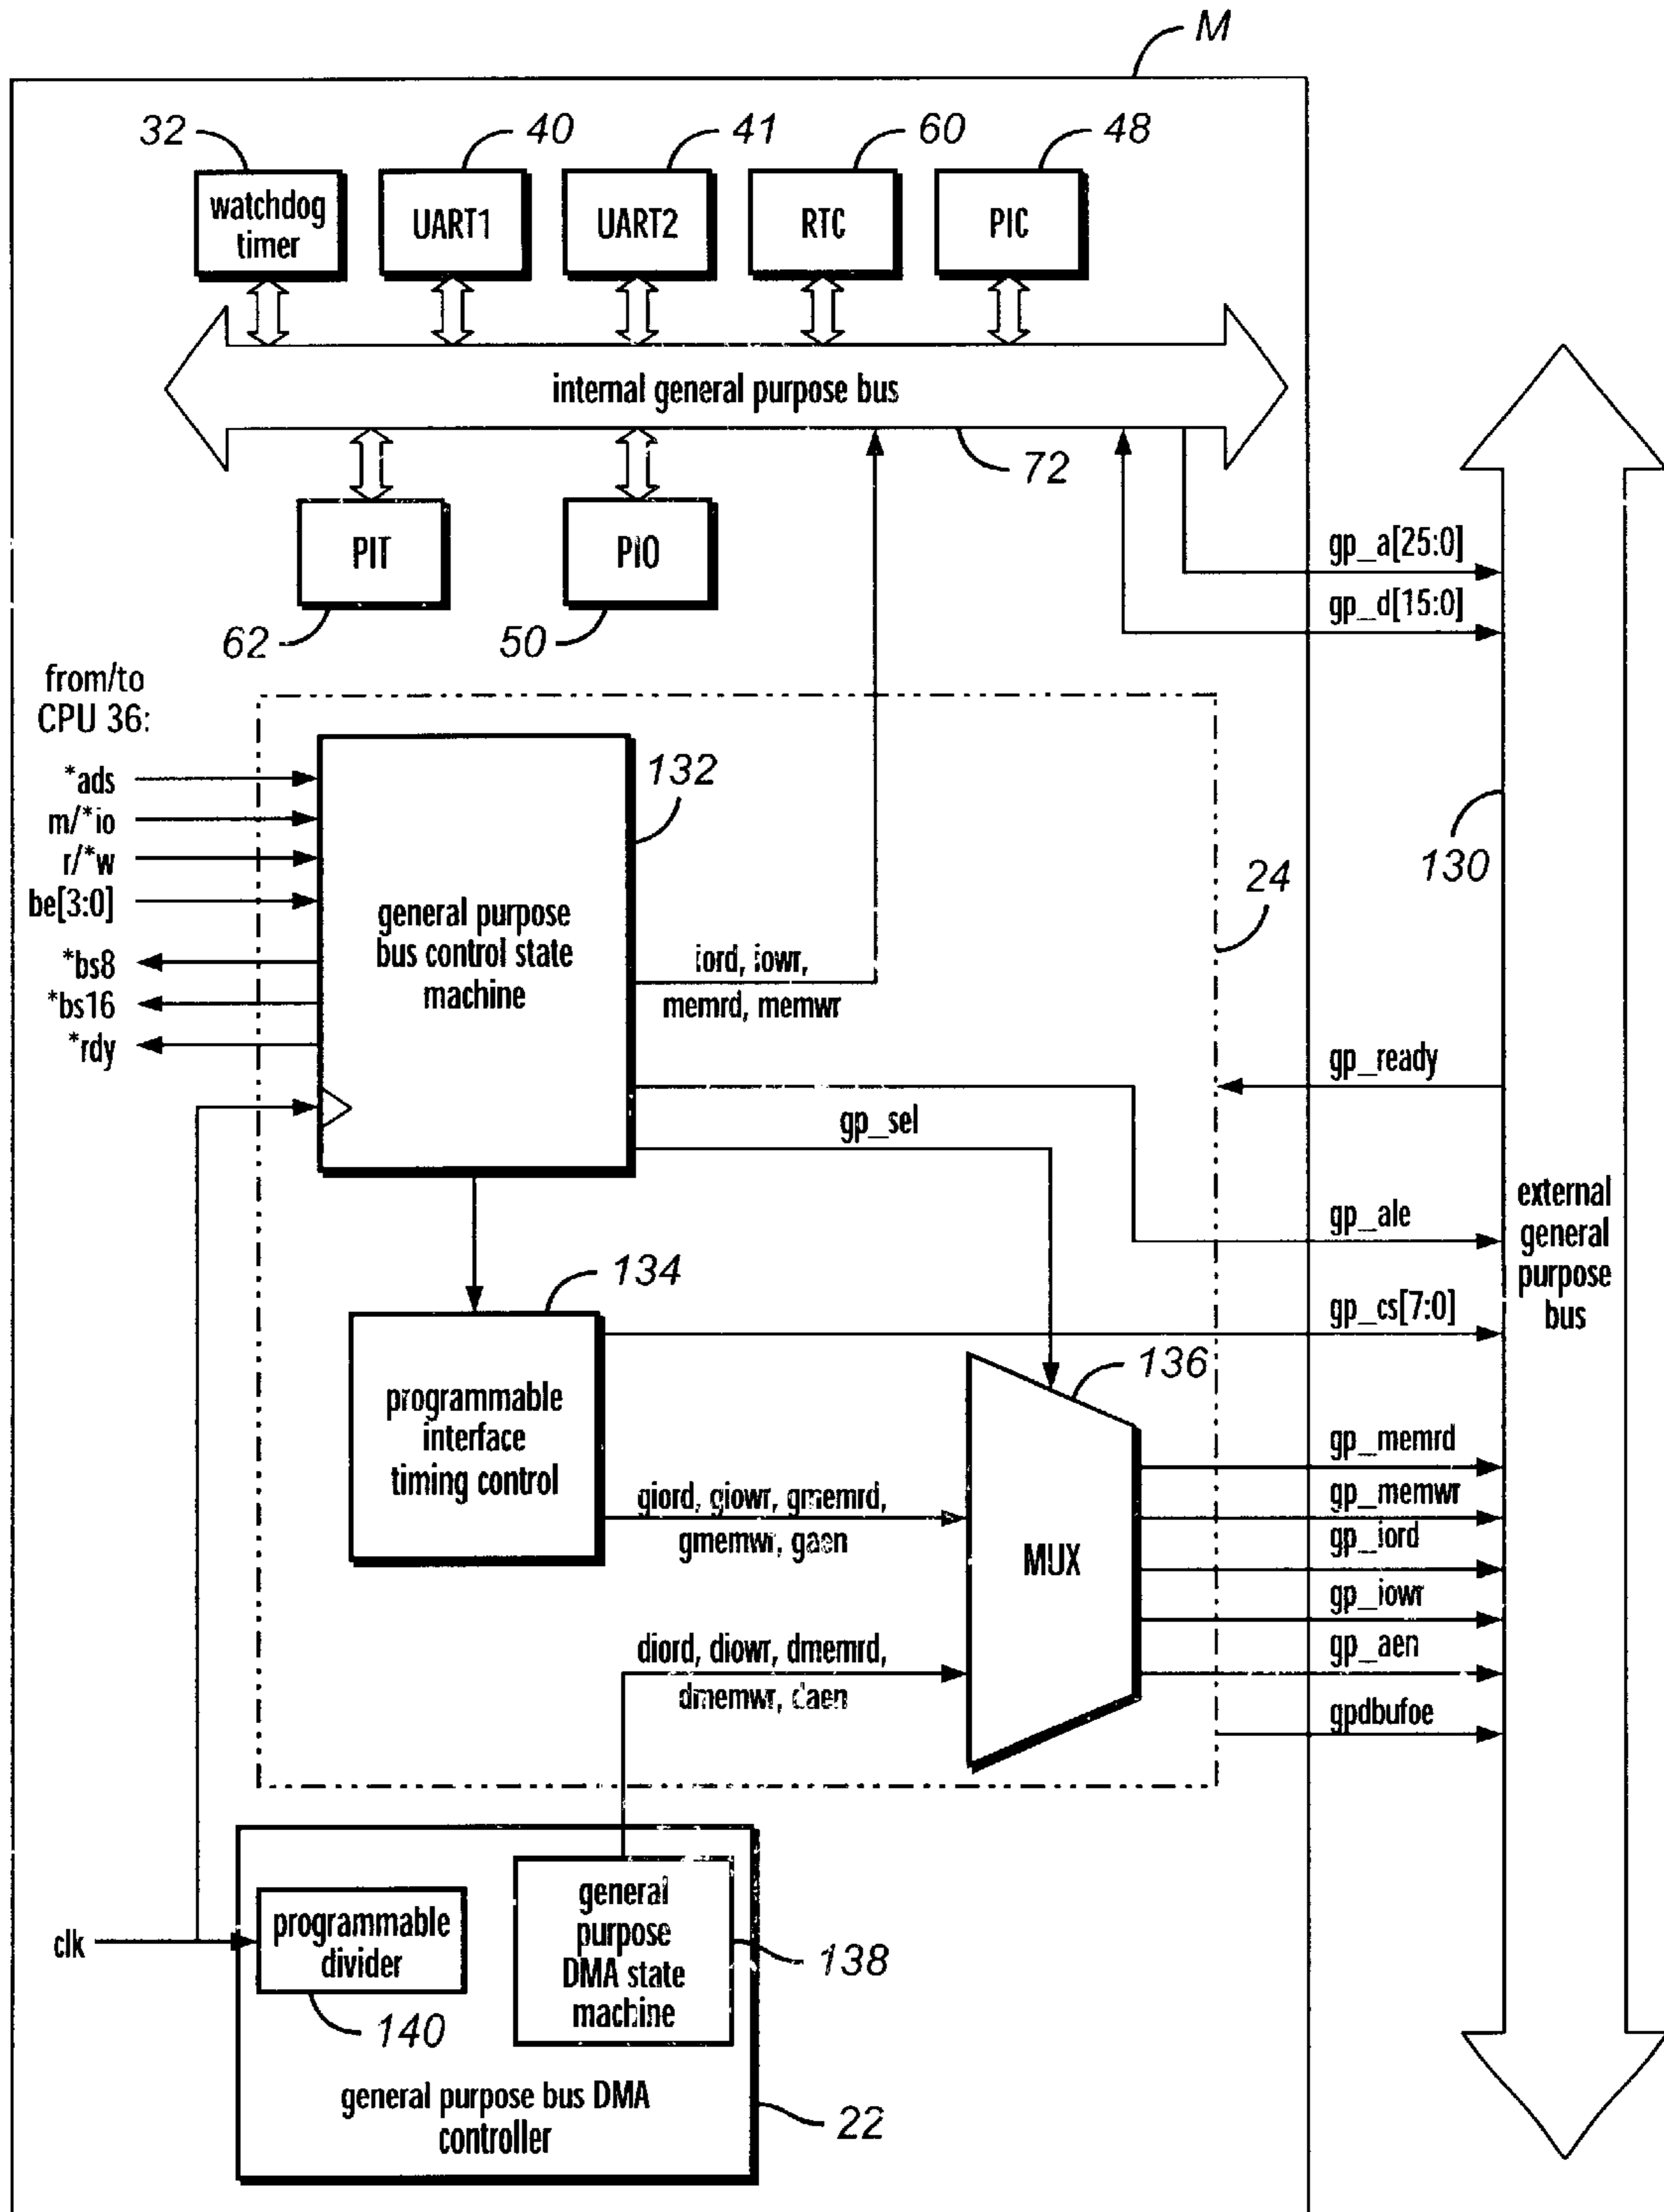 M
32
40
41
60
48
watchdog
timer
UART1
UART2
RTC
PIC
internal general purpose bus
72
PIT
PIO
62
50
gp_a[25:0]
gp_d[15:0]
from/to
CPU 36:
*ads
m/*io
r/*w
be[3:0]
*bs8
*bs16
*rdy
132
general purpose
bus control state
machine
iord, iowr,
memrd, memwr
24
130
gp_ready
gp_sel
external
general
purpose
bus
gp_ale
134
gp_cs[7:0]
136
programmable
interface
timing control
giord, giowr, gmemrd,
gmemwr, gaen
MUX
gp_memrd
gp_memwr
gp_iord
gp_iowr
gp_aen
gpdbufoe
diord, diowr, dmemrd,
dmemwr, daen
clk
programmable
divider
140
general
purpose
DMA state
machine
138
general purpose bus DMA
controller
22